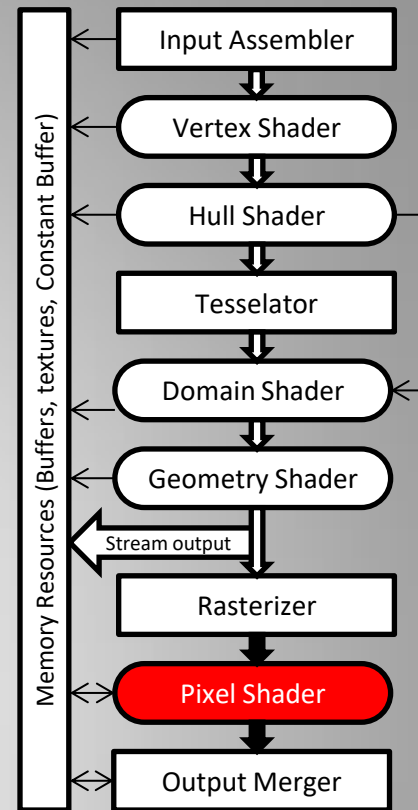 Memory Resources (Buffers, textures, Constant Buffer)
Input Assembler
Vertex Shader
Hull Shader
Tesselator
Domain Shader
Geometry Shader
Stream output
Rasterizer
Pixel Shader
Output Merger